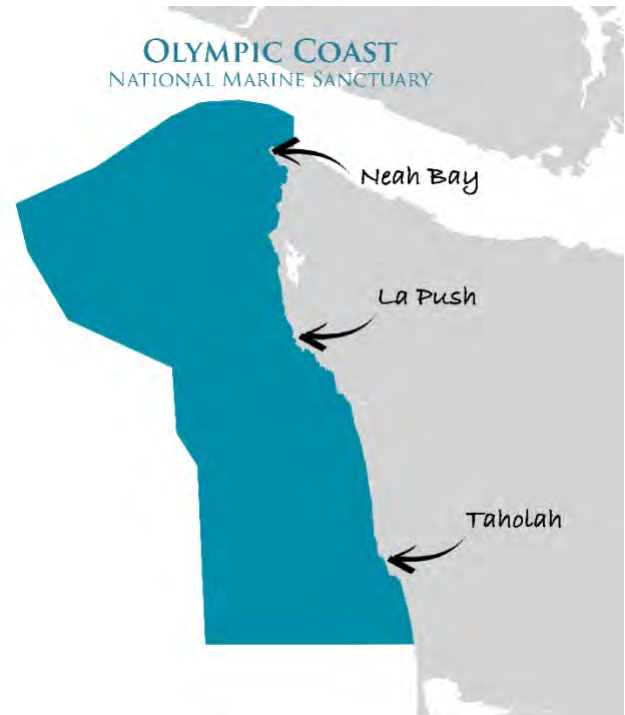 OLYMPIC COAST
NATIONAL MARINE SANCTUARY
Neah Bay
La Push
Taholah